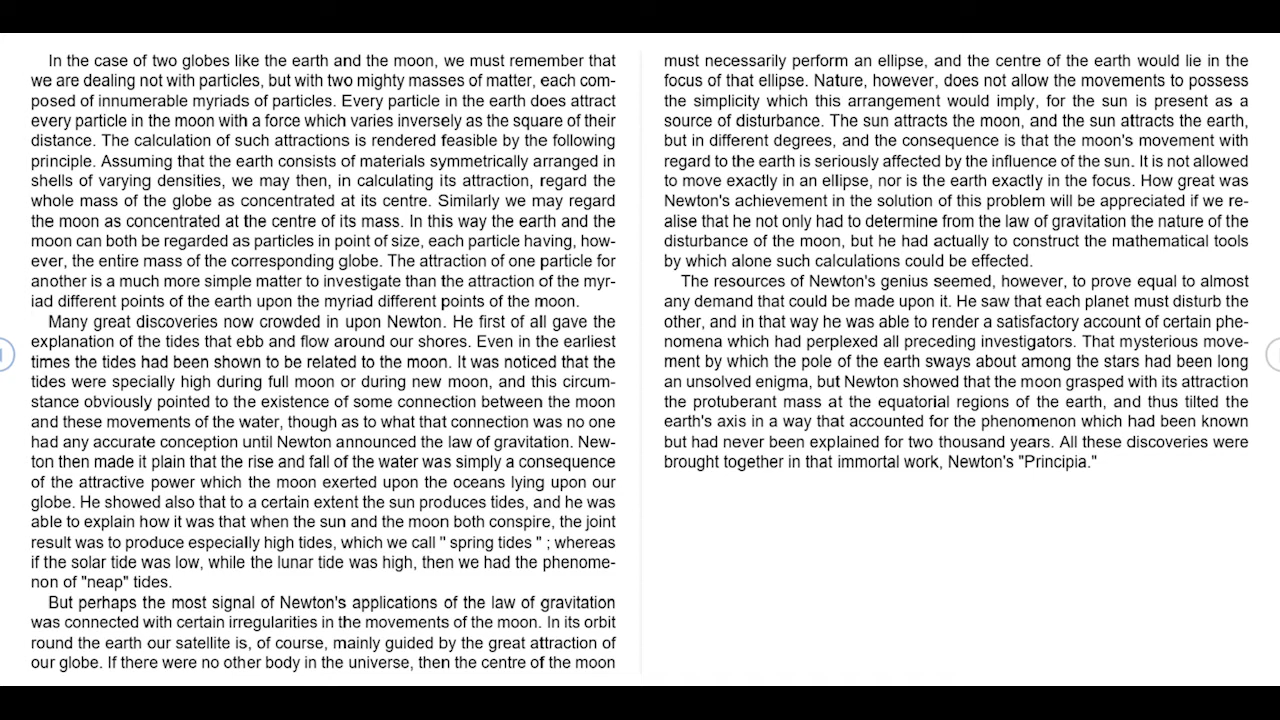 In the case of two globes like the earth and the moon, we must remember that
we are dealing not with particles, but with two mighty masses of matter, each com-
posed of innumerable myriads of particles. Every particle in the earth does attract
every particle in the moon with a force which varies inversely as the square of their
distance. The calculation of such attractions is rendered feasible by the following
principle. Assuming that the earth consists of materials symmetrically arranged in
shells of varying densities, we may then, in calculating its attraction, regard the
whole mass of the globe as concentrated at its centre. Similarly we may regard
the moon as concentrated at the centre of its mass. In this way the earth and the
moon can both be regarded as particles in point of size, each particle having, how-
ever, the entire mass of the corresponding globe. The attraction of one particle for
another is a much more simple matter to investigate than the attraction of the myr-
iad different points of the earth upon the myriad different points of the moon.
Many great discoveries now crowded in upon Newton. He first of all gave the
explanation of the tides that ebb and flow around our shores. Even in the earliest
times the tides had been shown to be related to the moon. It was noticed that the
tides were specially high during full moon or during new moon, and this circum-
stance obviously pointed to the existence of some connection between the moon
and these movements of the water, though as to what that connection was no one
had any accurate conception until Newton announced the law of gravitation. New-
ton then made it plain that the rise and fall of the water was simply a consequence
of the attractive power which the moon exerted upon the oceans lying upon our
globe. He showed also that to a certain extent the sun produces tides, and he was
able to explain how it was that when the sun and the moon both conspire, the joint
result was to produce especially high tides, which we call " spring tides " ; whereas
if the solar tide was low, while the lunar tide was high, then we had the phenome-
non of "neap" tides.
But perhaps the most signal of Newton's applications of the law of gravitation
was connected with certain irregularities in the movements of the moon. In its orbit
round the earth our satellite is, of course, mainly guided by the great attraction of
our globe. If there were no other body in the universe, then the centre of the moon
must necessarily perform an ellipse, and the centre of the earth would lie in the
focus of that ellipse. Nature, however, does not allow the movements to possess
the simplicity which this arrangement would imply, for the sun is present as a
source of disturbance. The sun attracts the moon, and the sun attracts the earth,
but in different degrees, and the consequence is that the moon's movement with
regard to the earth is seriously affected by the influence of the sun. It is not allowed
to move exactly in an ellipse, nor is the earth exactly in the focus. How great was
Newton's achievement in the solution of this problem will be appreciated if we re-
alise that he not only had to determine from the law of gravitation the nature of the
disturbance of the moon, but he had actually to construct the mathematical tools
by which alone such calculations could be effected.
The resources of Newton's genius seemed, however, to prove equal to almost
any demand that could be made upon it. He saw that each planet must disturb the
other, and in that way he was able to render a satisfactory account of certain phe-
nomena which had perplexed all preceding investigators. That mysterious move-
ment by which the pole of the earth sways about among the stars had been long
an unsolved enigma, but Newton showed that the moon grasped with its attraction
the protuberant mass at the equatorial regions of the earth, and thus tilted the
earth's axis in a way that accounted for the phenomenon which had been known
but had never been explained for two thousand years. All these discoveries were
brought together in that immortal work, Newton's "Principia."